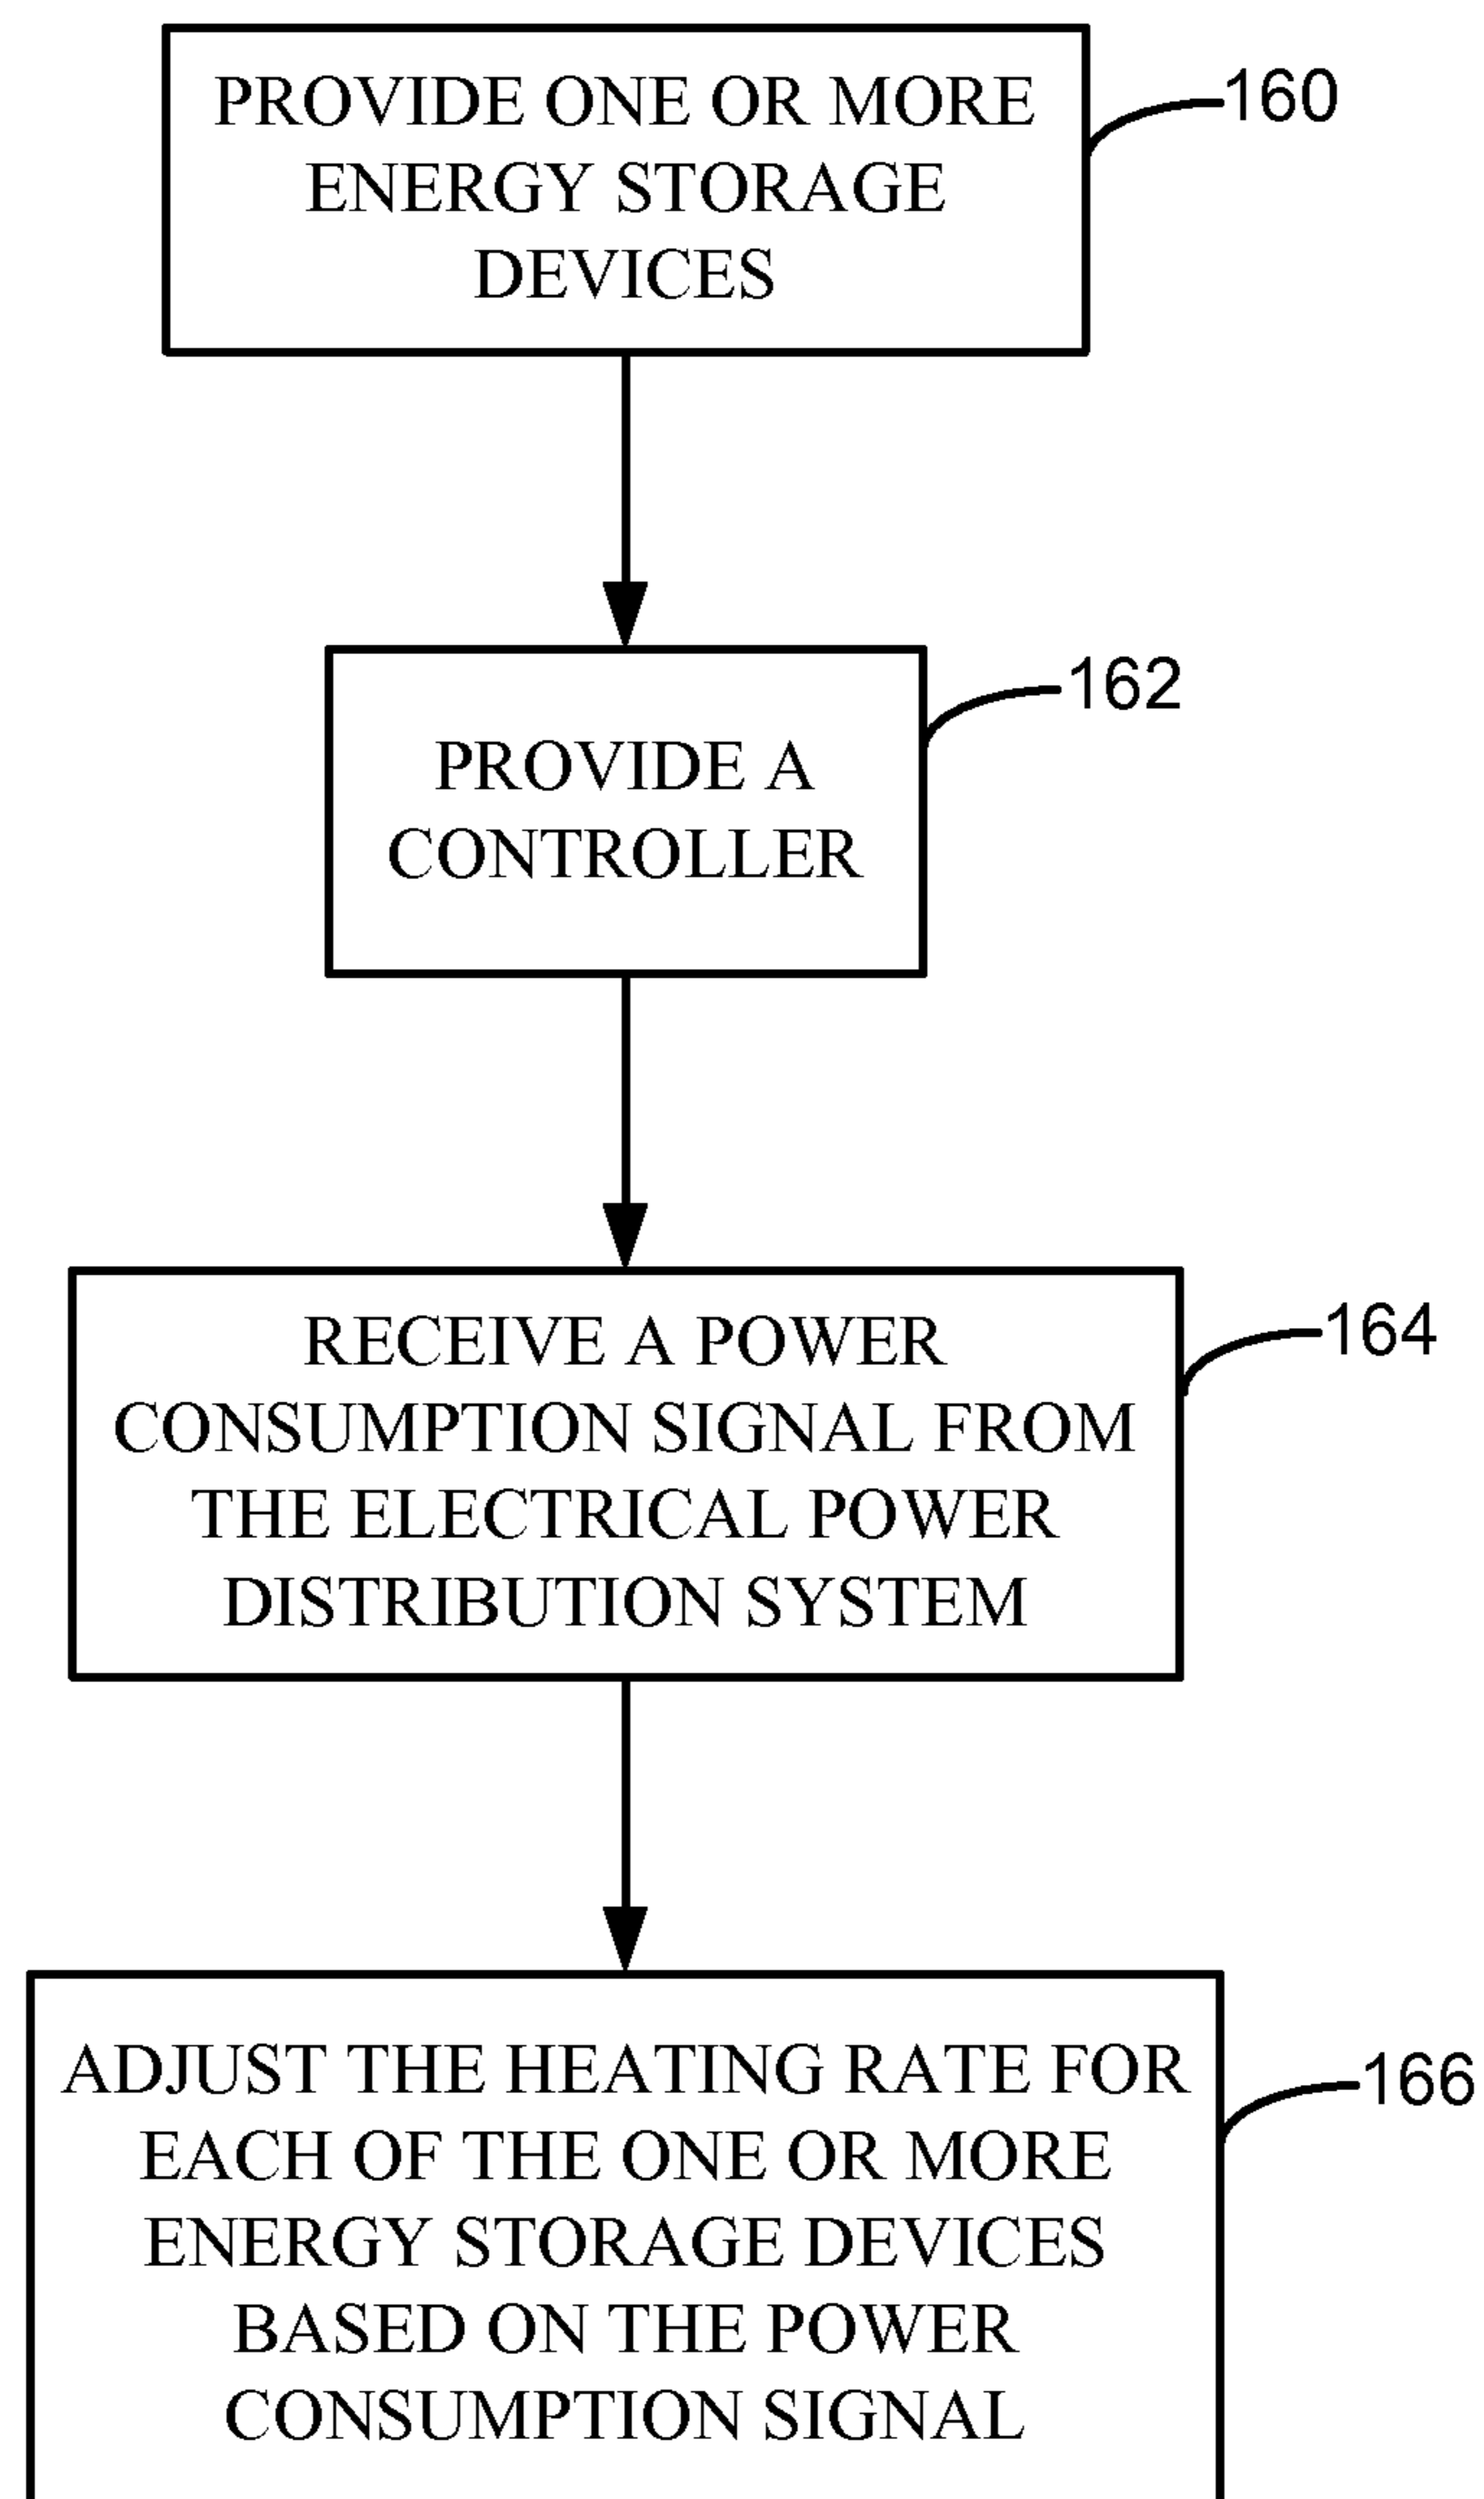 PROVIDE ONE OR MORE
ENERGY STORAGE
DEVICES
160
PROVIDE A
CONTROLLER
162
RECEIVE A POWER
CONSUMPTION SIGNAL FROM
THE ELECTRICAL POWER
DISTRIBUTION SYSTEM
164
ADJUST THE HEATING RATE FOR
EACH OF THE ONE OR MORE
ENERGY STORAGE DEVICES
BASED ON THE POWER
CONSUMPTION SIGNAL
166